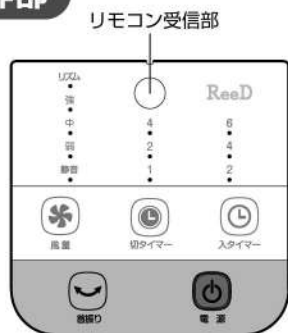 リモコン受信部
リズム
ReeD
強
中 4 6
弱 2 4
静音 1 2
風量 切タイマー 入タイマー
首振り 電源